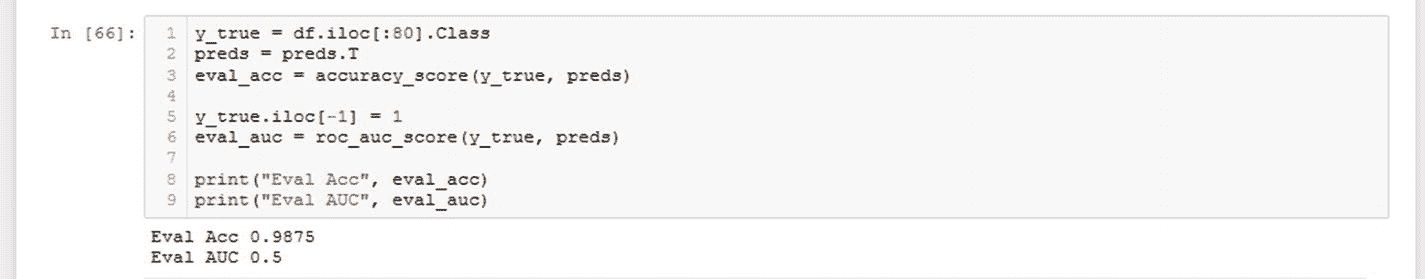 In [66]:
1 y_true = df.iloc[:80].Class
2 preds = preds.T
3 eval_acc = accuracy_score(y_true, preds)
4
5 y_true.iloc[-1] = 1
6 eval_auc = roc_auc_score(y_true, preds)
7
8 print("Eval Acc", eval_acc)
9 print("Eval AUC", eval_auc)
Eval Acc 0.9875
Eval AUC 0.5